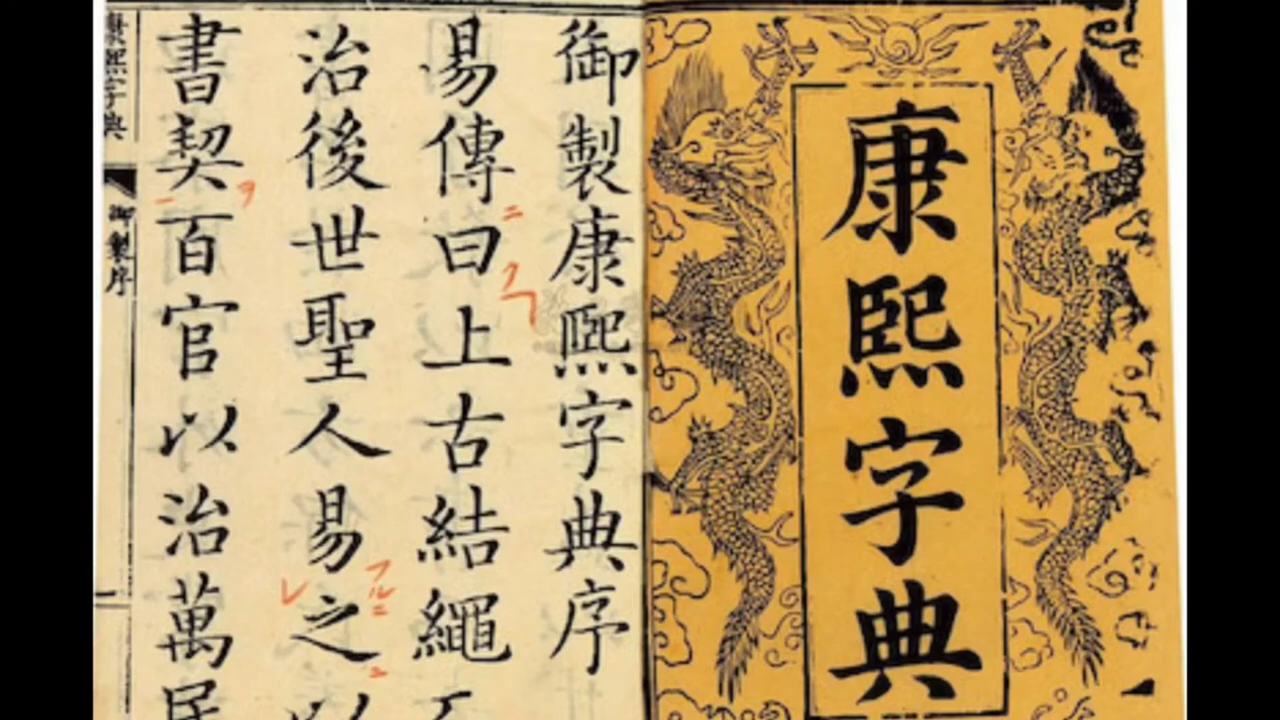 康熙字典
御製康熙字典序
易傳曰上古結繩
治後世聖人易之以
書契百官以治萬民
康熙字典
御製序